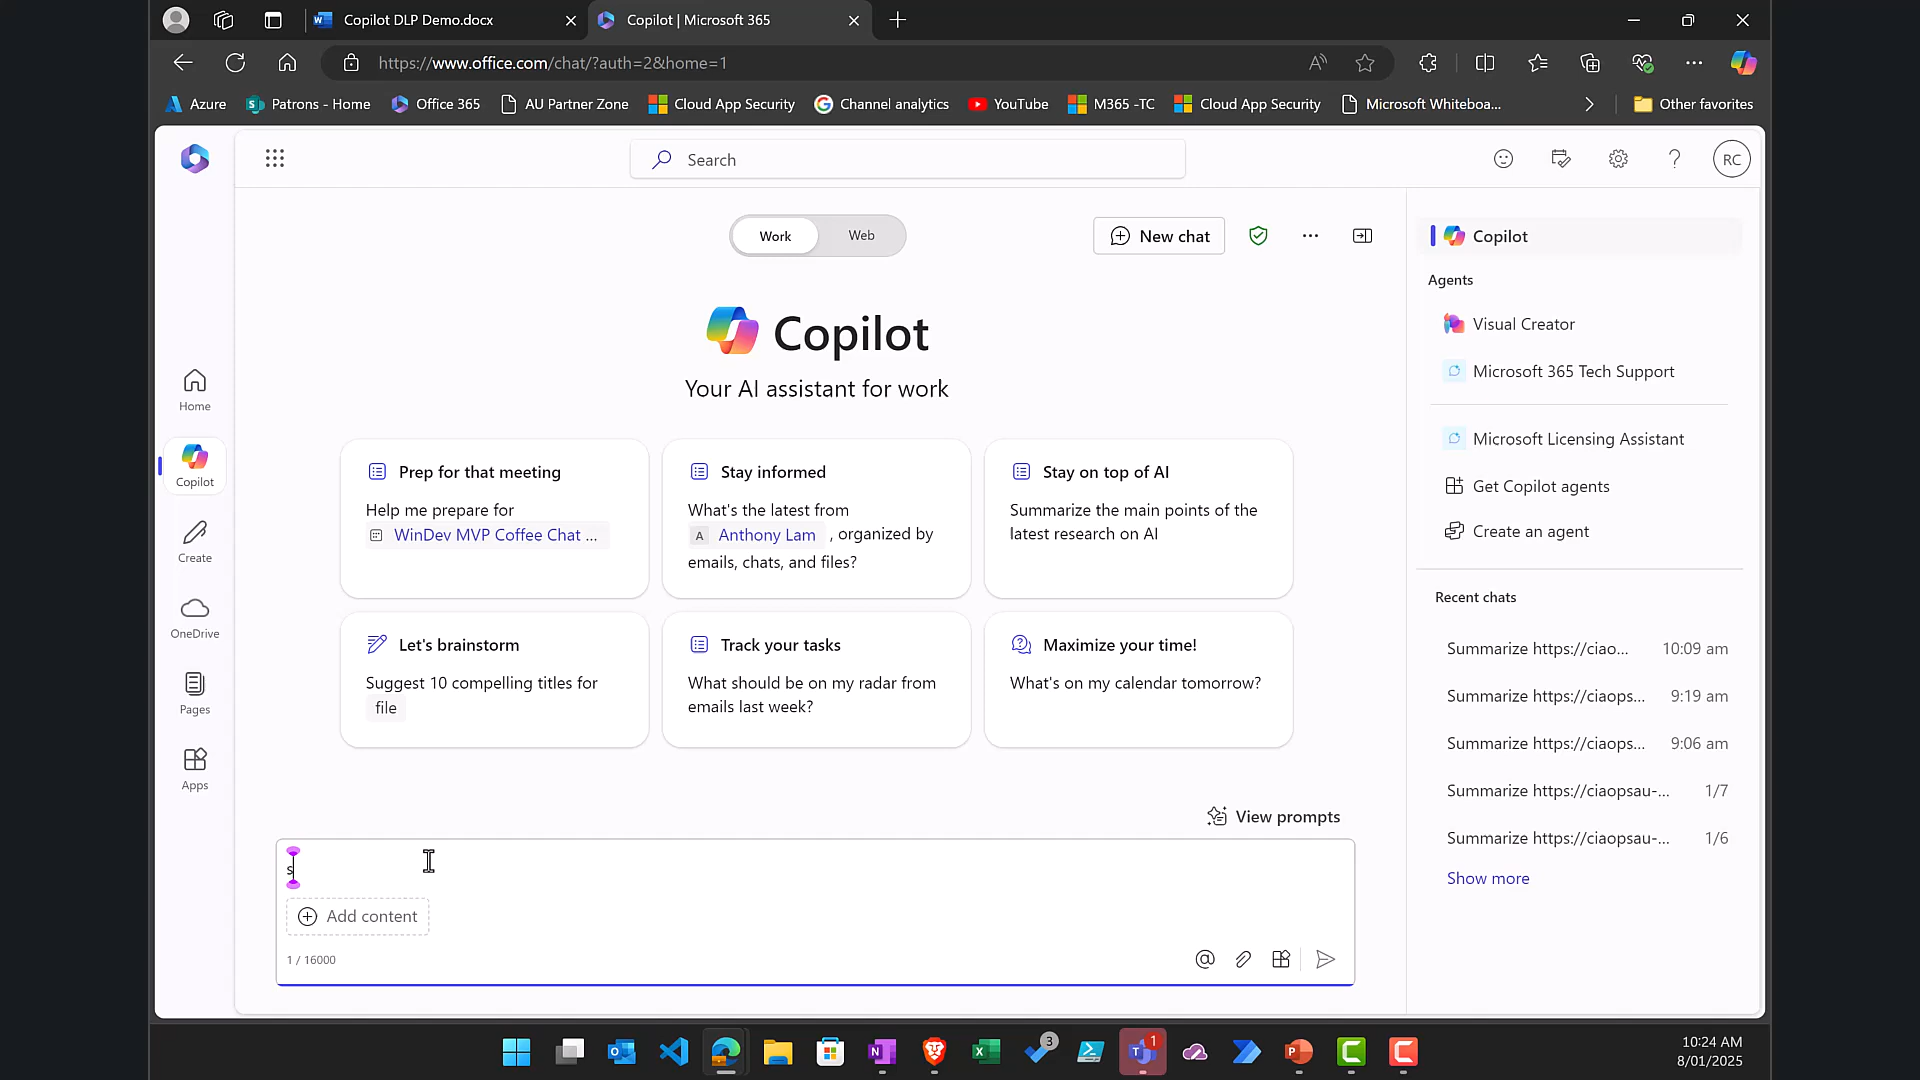 Copilot DLP Demo.docx
Copilot | Microsoft 365
https://www.office.com/chat/?auth=2&home=1
Azure
Patrons - Home
Office 365
AU Partner Zone
Cloud App Security
Channel analytics
YouTube
M365 -TC
Cloud App Security
Microsoft Whiteboa...
Other favorites
Search
RC
Work
Web
New chat
Copilot
Your AI assistant for work
Home
Copilot
Create
OneDrive
Pages
Apps
Prep for that meeting
Help me prepare for
WinDev MVP Coffee Chat ...
Stay informed
What's the latest from
A Anthony Lam , organized by
emails, chats, and files?
Stay on top of AI
Summarize the main points of the
latest research on AI
Let's brainstorm
Suggest 10 compelling titles for
file
Track your tasks
What should be on my radar from
emails last week?
Maximize your time!
What's on my calendar tomorrow?
View prompts
s
Add content
1 / 16000
Copilot
Agents
Visual Creator
Microsoft 365 Tech Support
Microsoft Licensing Assistant
Get Copilot agents
Create an agent
Recent chats
Summarize https://ciao... 10:09 am
Summarize https://ciaops... 9:19 am
Summarize https://ciaops... 9:06 am
Summarize https://ciaopsau-... 1/7
Summarize https://ciaopsau-... 1/6
Show more
3
1
10:24 AM
8/01/2025